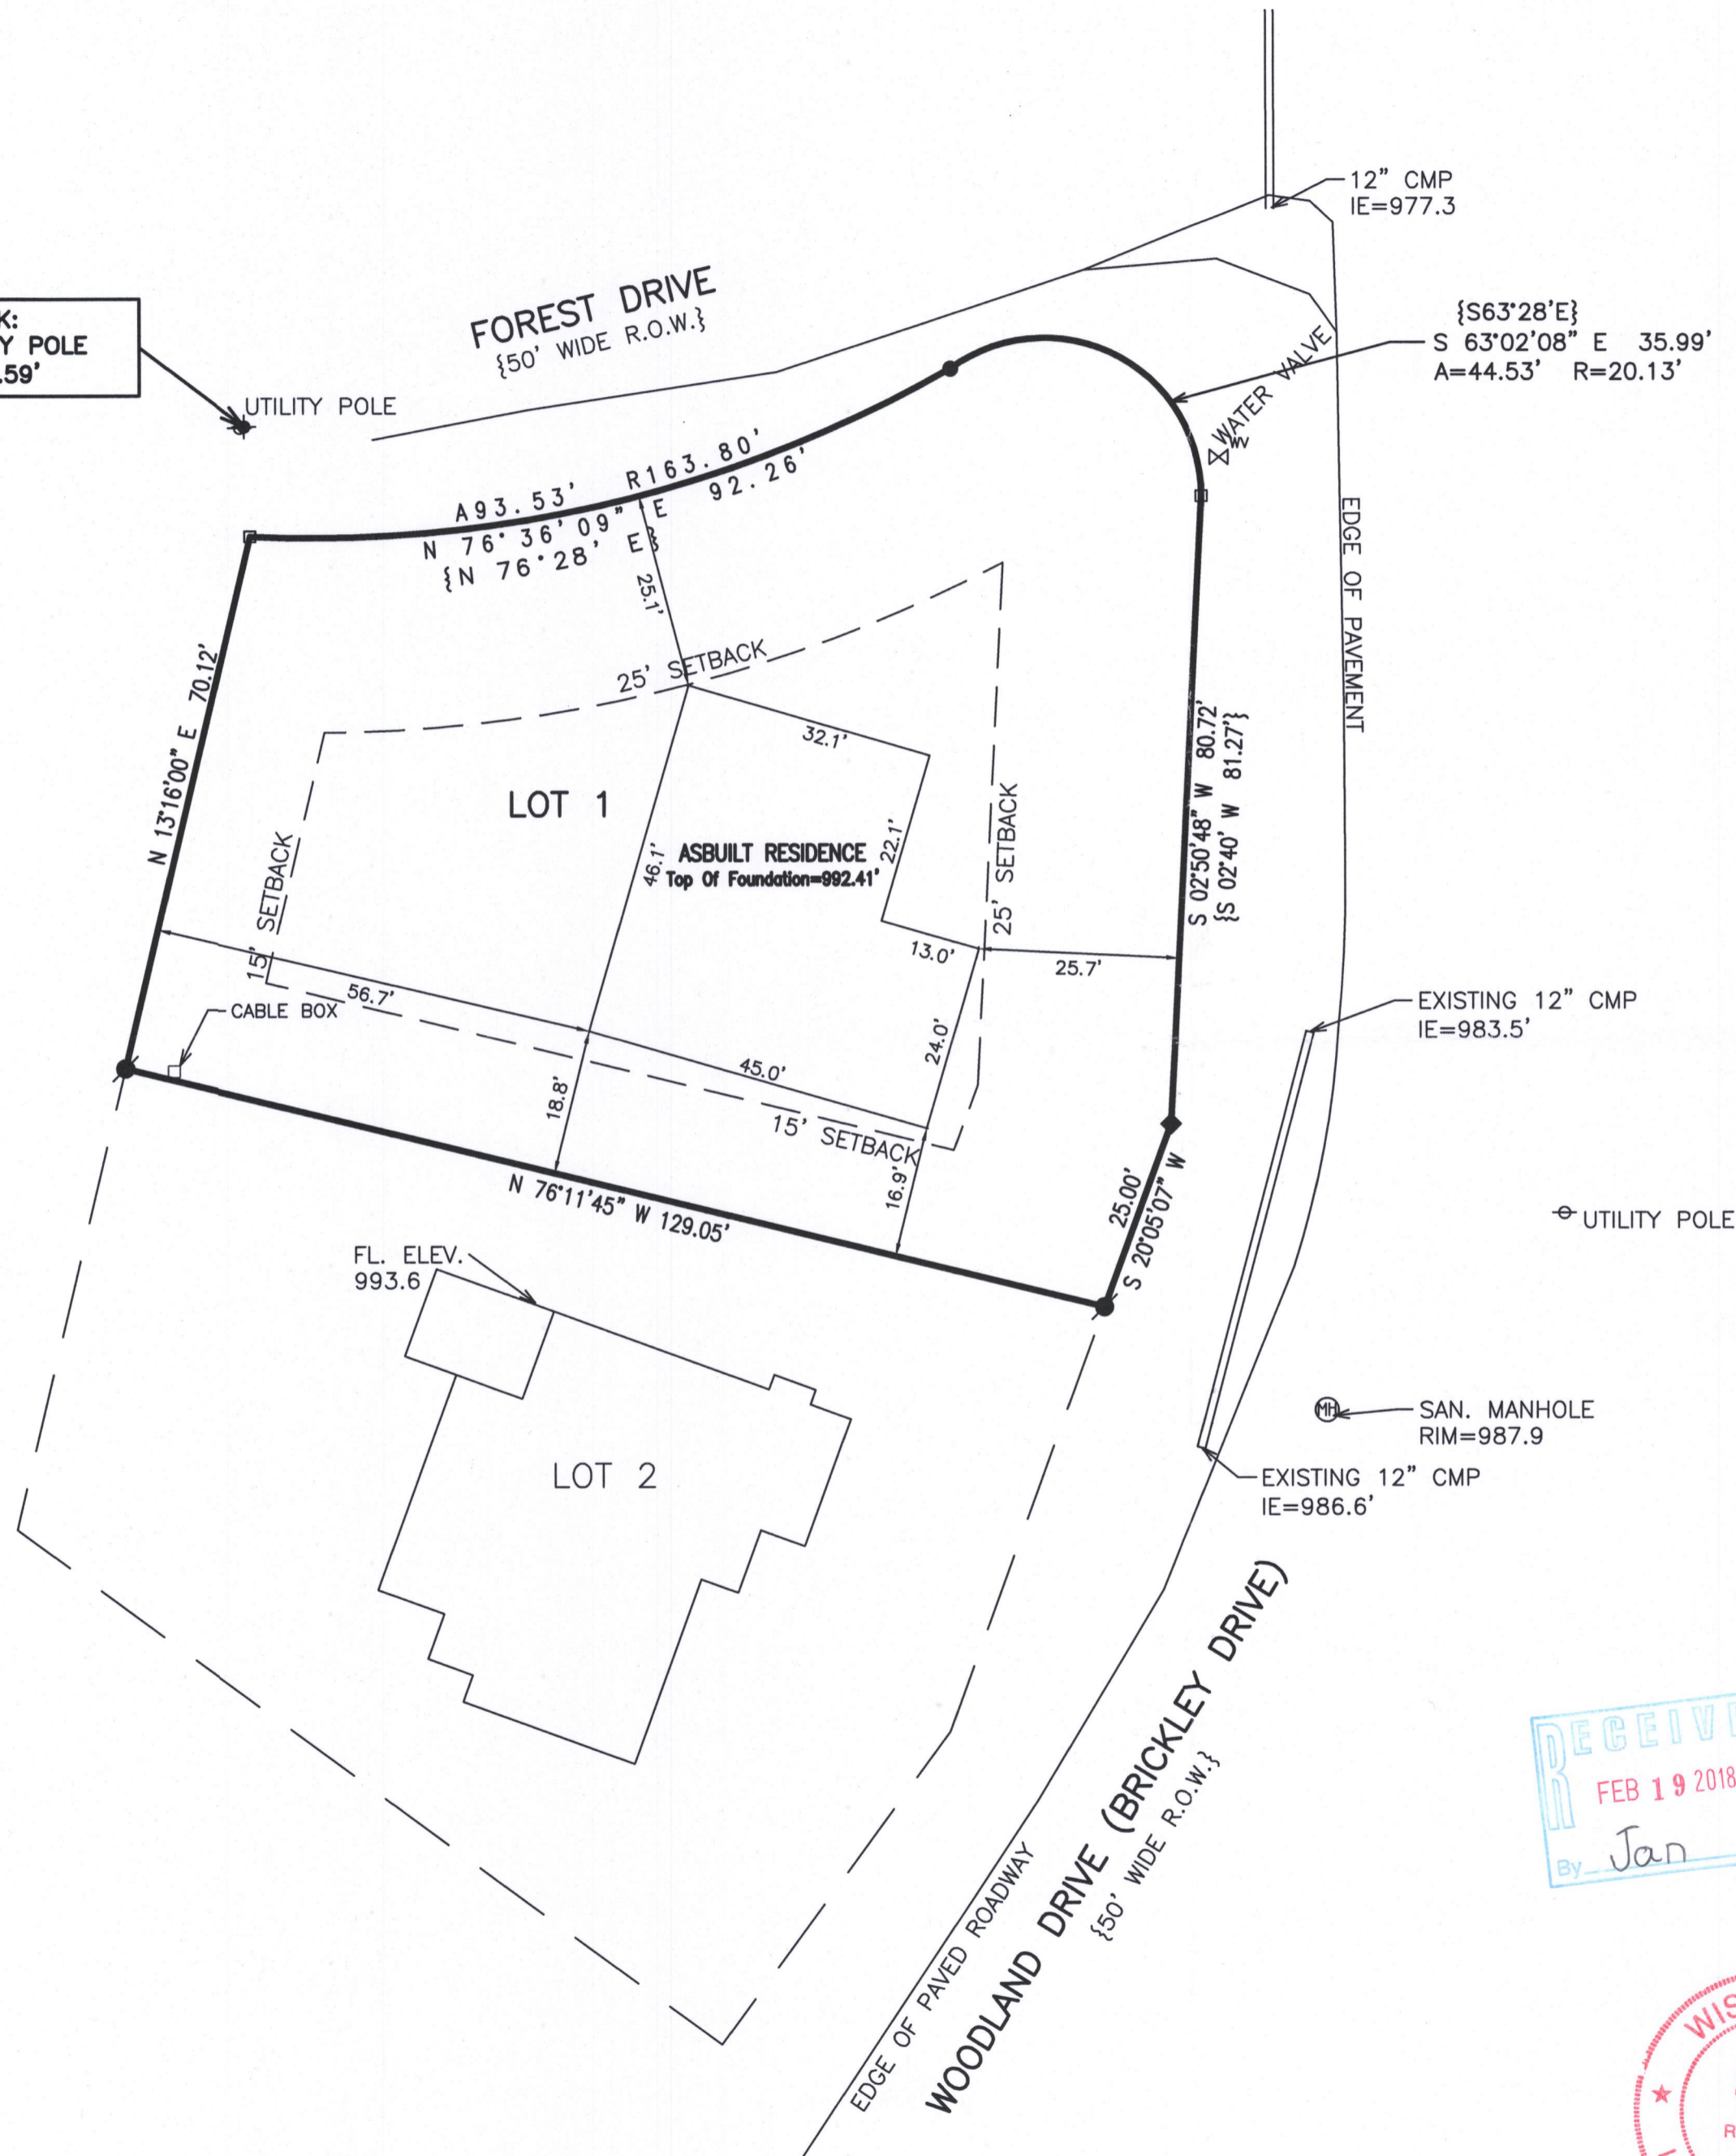 12" CMP
IE=977.3
{S63°28'E}
S 63°02'08" E 35.99'
A=44.53' R=20.13'
K:
Y POLE
.59'
UTILITY POLE
FOREST DRIVE
{50' WIDE R.O.W.}
WATER VALVE
WV
A93.53' R163.80'
N 76°36'09" E 92.26'
{N 76°28' E}
25.1'
EDGE OF PAVEMENT
N 13°16'00" E 70.12'
25' SETBACK
32.1'
LOT 1
ASBUILT RESIDENCE
Top Of Foundation=992.41'
46.1'
22.1'
25' SETBACK
S 02°50'48" W 80.72'
{S 02°40' W 81.27'}
15' SETBACK
13.0'
25.7'
56.7'
CABLE BOX
EXISTING 12" CMP
IE=983.5'
24.0'
45.0'
18.8'
15' SETBACK
16.9'
N 76°11'45" W 129.05'
25.00'
S 20°05'07" W
UTILITY POLE
FL. ELEV.
993.6
SAN. MANHOLE
RIM=987.9
MH
EXISTING 12" CMP
IE=986.6'
LOT 2
WOODLAND DRIVE (BRICKLEY DRIVE)
{50' WIDE R.O.W.}
EDGE OF PAVED ROADWAY
RECEIV
FEB 19 2018
By Jan
WIS